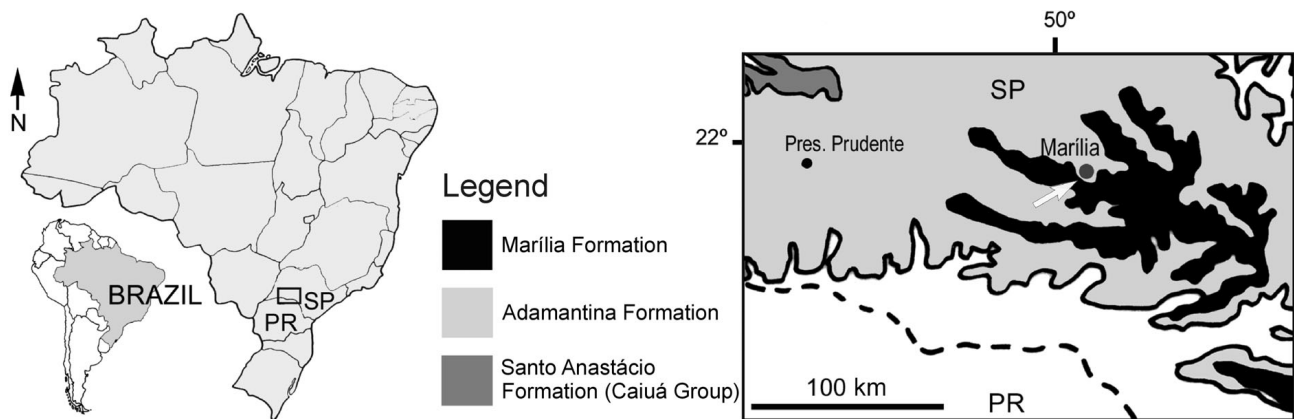 N
BRAZIL
SP
PR
Legend
Marília Formation
Adamantina Formation
Santo Anastácio
Formation (Caiuá Group)
50º
22º
SP
Pres. Prudente
Marília
100 km
PR